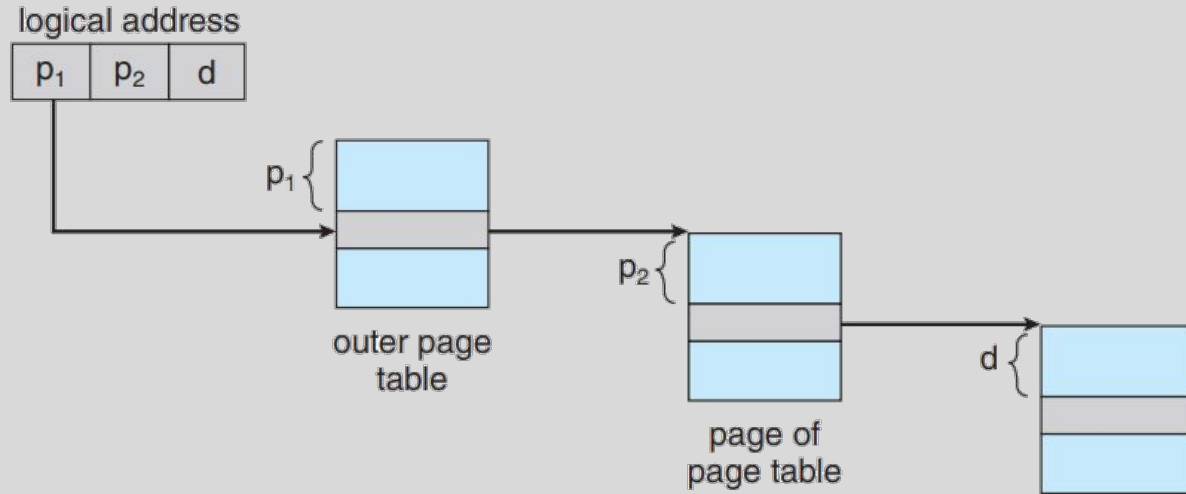 logical address
p₁ p₂ d
p₁
outer page
table
p₂
page of
page table
d